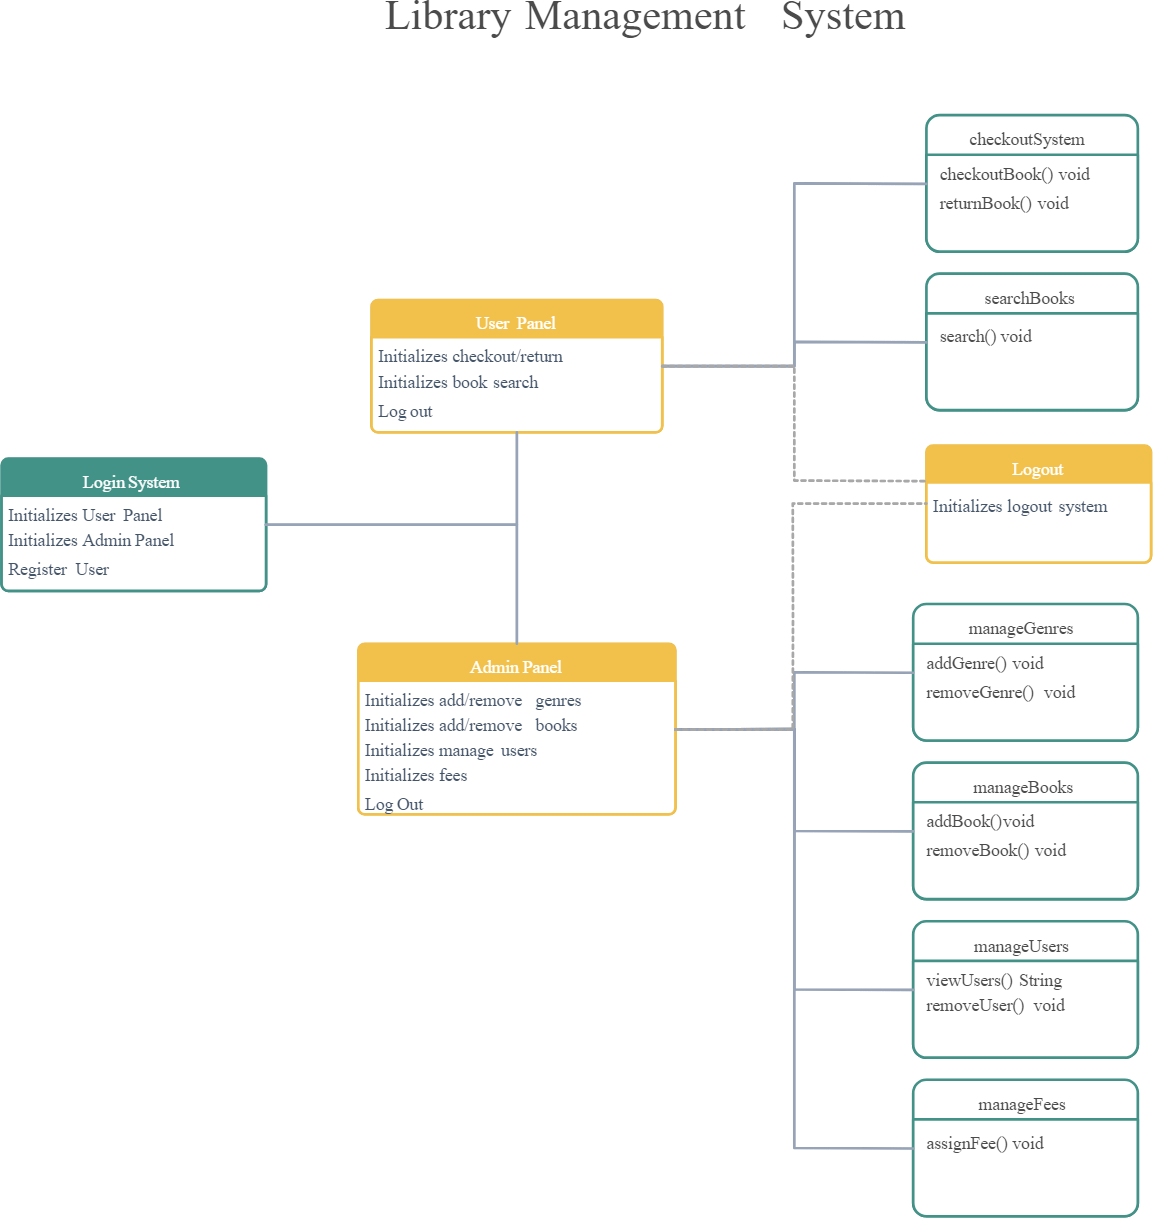 Library Management System
checkoutSystem
checkoutBook() void
returnBook() void
searchBooks
search() void
User Panel
Initializes checkout/return
Initializes book search
Log out
Logout
Initializes logout system
Login System
Initializes User Panel
Initializes Admin Panel
Register User
Admin Panel
Initializes add/remove genres
Initializes add/remove books
Initializes manage users
Initializes fees
Log Out
manageGenres
addGenre() void
removeGenre() void
manageBooks
addBook()void
removeBook() void
manageUsers
viewUsers() String
removeUser() void
manageFees
assignFee() void